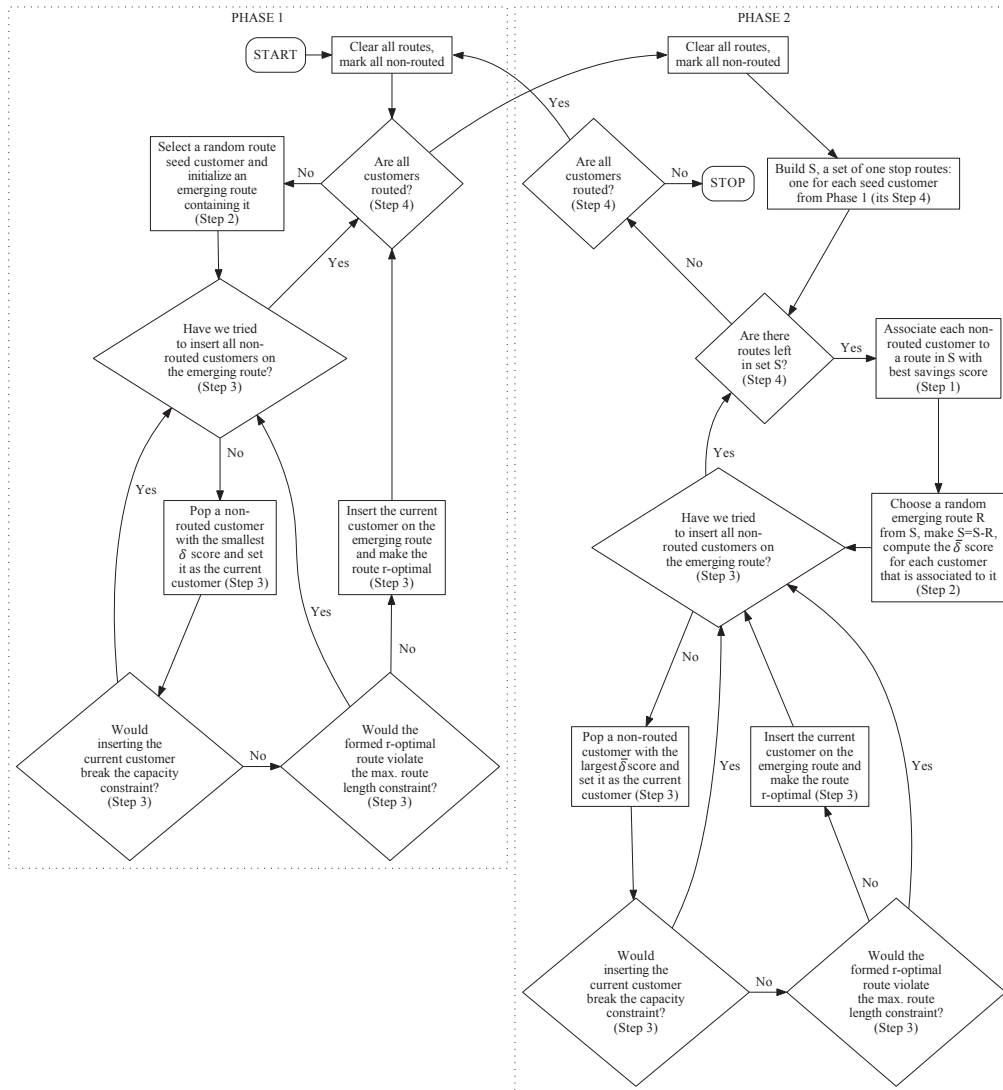 PHASE 1
START
Clear all routes,
mark all non-routed
Select a random route
seed customer and
initialize an
emerging route
containing it
(Step 2)
No
Are all
customers
routed?
(Step 4)
Yes
Have we tried
to insert all non-
routed customers on
the emerging route?
(Step 3)
No
Yes
Pop a non-
routed customer
with the smallest
δ score and set
it as the current
customer (Step 3)
Insert the current
customer on the
emerging route
and make the
route r-optimal
(Step 3)
Yes
No
Would
inserting the
current customer
break the capacity
constraint?
(Step 3)
No
Would the
formed r-optimal
route violate
the max. route
length constraint?
(Step 3)
PHASE 2
Clear all routes,
mark all non-routed
Yes
Are all
customers
routed?
(Step 4)
No
STOP
Build S, a set of one stop routes:
one for each seed customer
from Phase 1 (its Step 4)
No
Are there
routes left
in set S?
(Step 4)
Yes
Associate each non-
routed customer to
a route in S with
best savings score
(Step 1)
Yes
Have we tried
to insert all non-
routed customers on
the emerging route?
(Step 3)
Choose a random
emerging route R
from S, make S=S-R,
compute the δ̄ score
for each customer
that is associated to it
(Step 2)
No
Pop a non-routed
customer with the
largest δ̄ score and
set it as the current
customer (Step 3)
Yes
Insert the current
customer on the
emerging route and
make the route
r-optimal (Step 3)
Yes
No
Would
inserting the
current customer
break the capacity
constraint?
(Step 3)
No
Would the
formed r-optimal
route violate
the max. route
length constraint?
(Step 3)